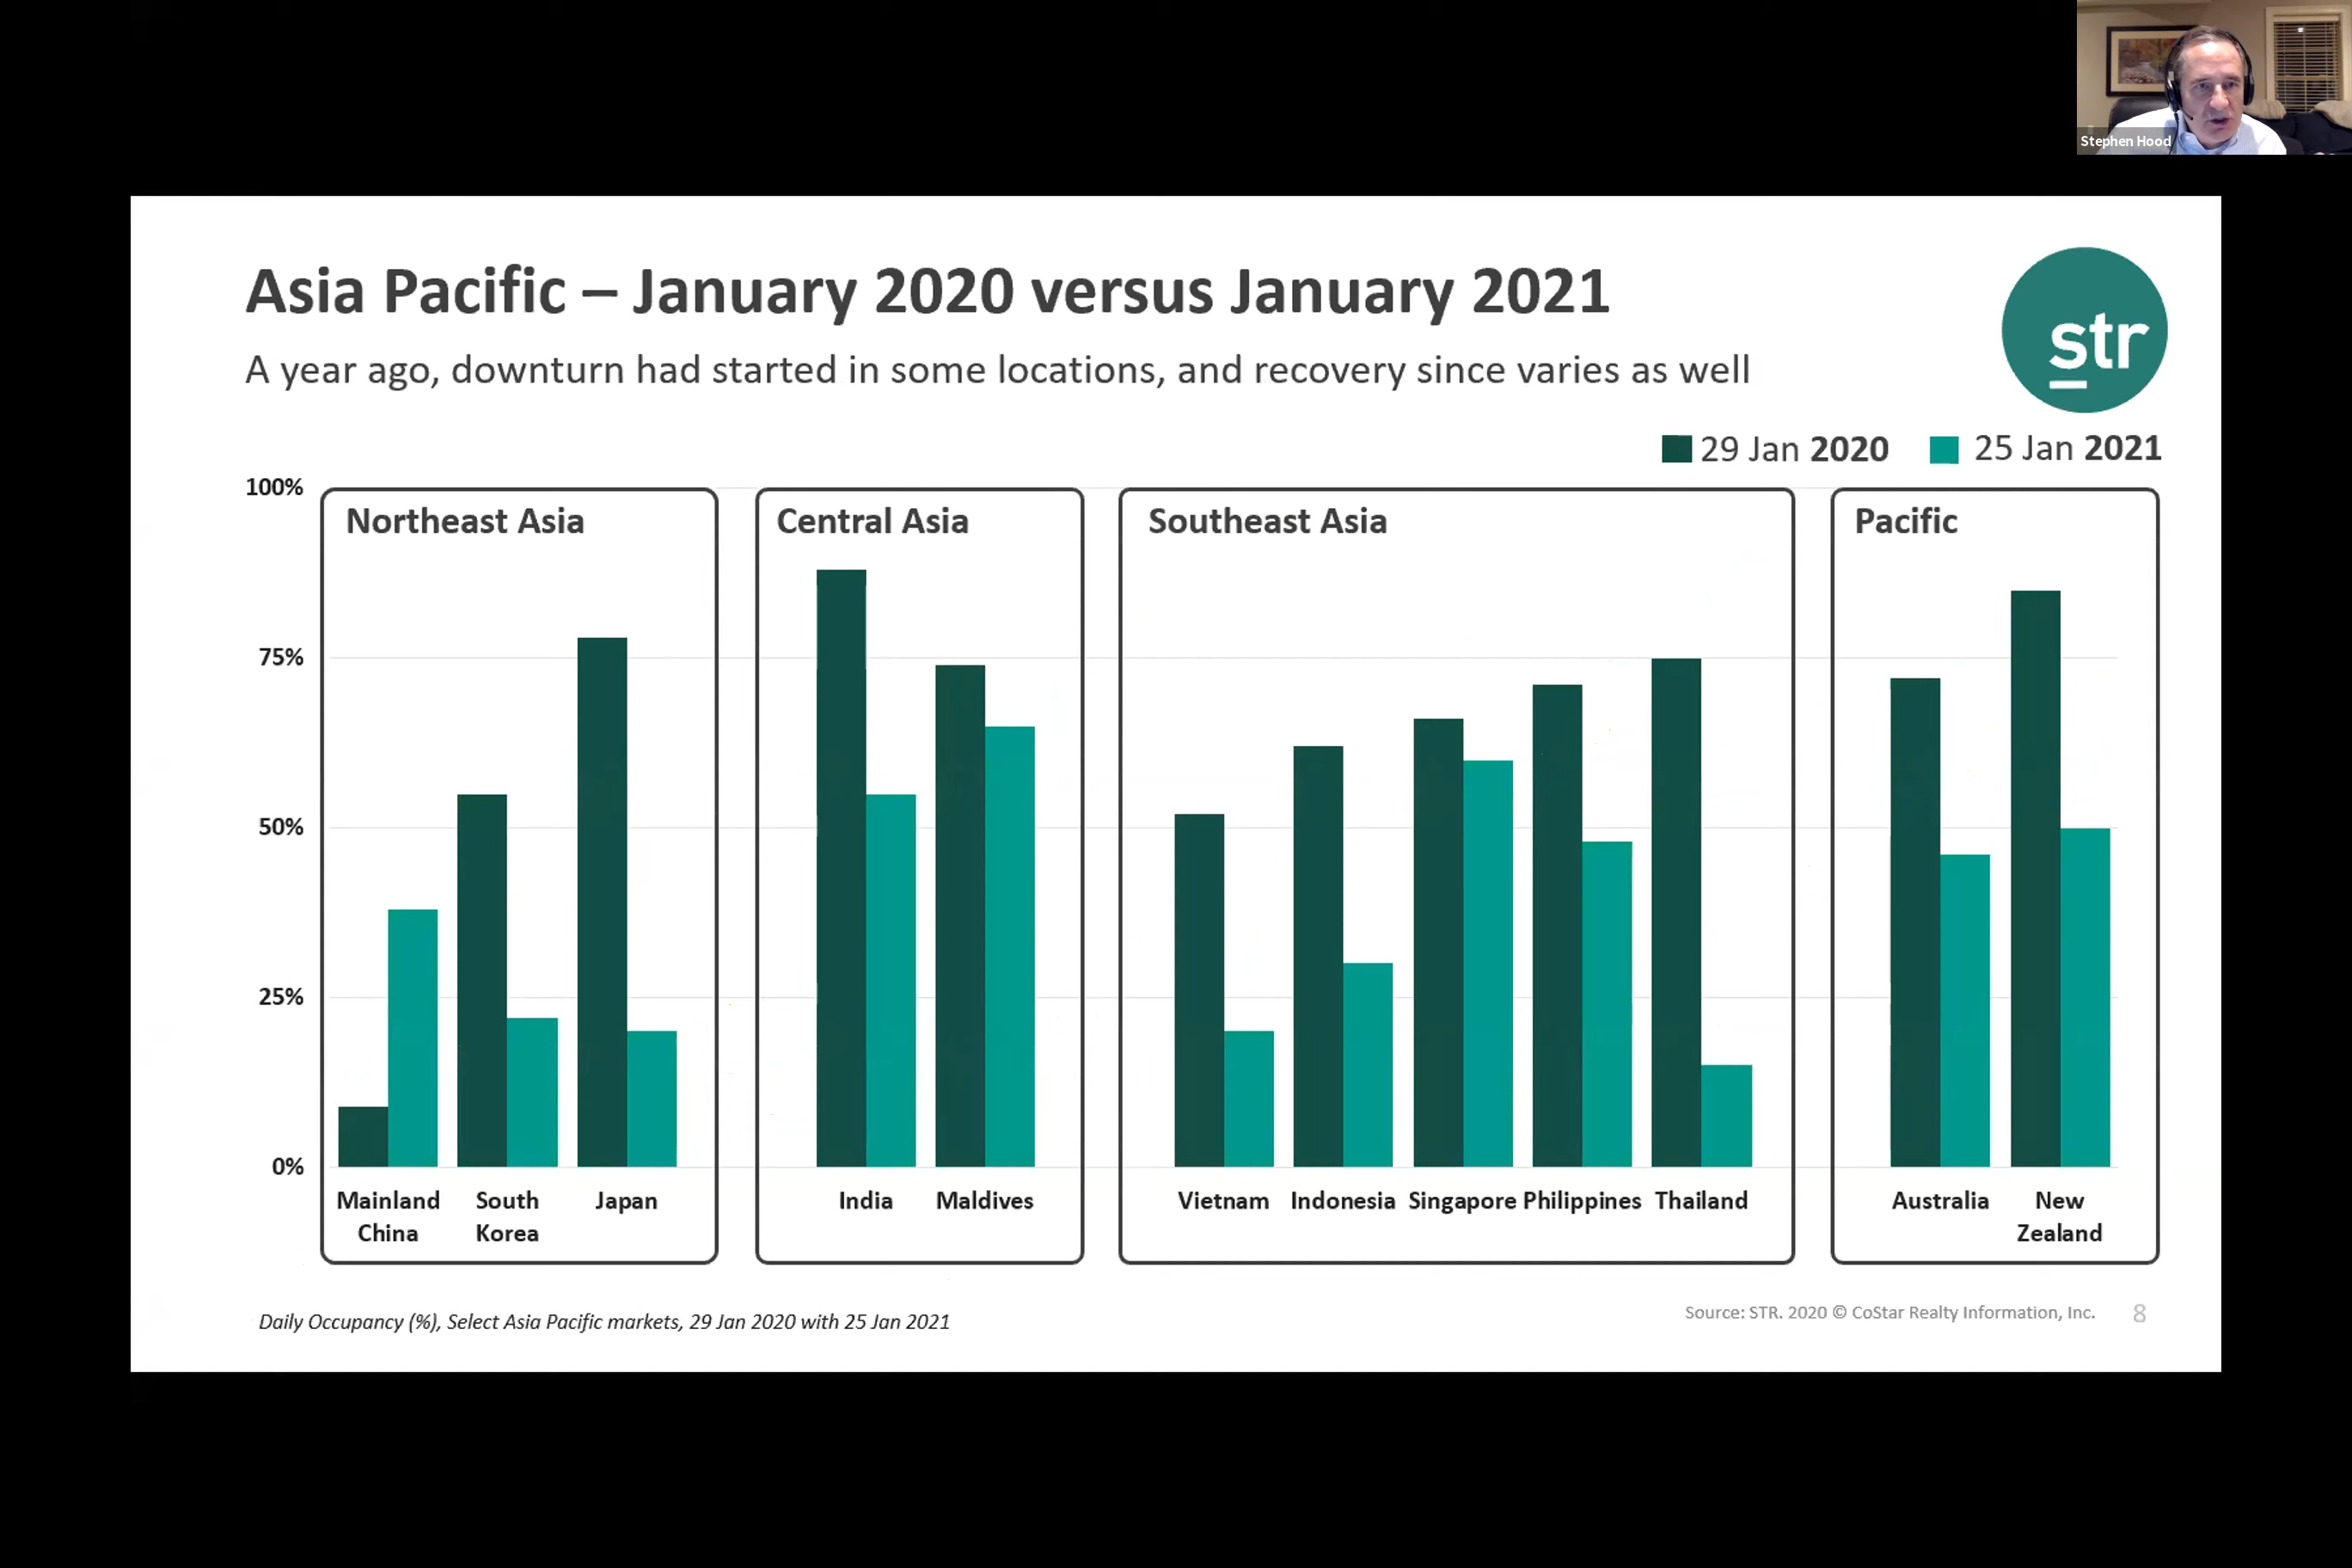 Stephen Hood
Asia Pacific – January 2020 versus January 2021
A year ago, downturn had started in some locations, and recovery since varies as well
str
29 Jan 2020 25 Jan 2021
100%
75%
50%
25%
0%
Northeast Asia
Mainland China
South Korea
Japan
Central Asia
India
Maldives
Southeast Asia
Vietnam
Indonesia
Singapore
Philippines
Thailand
Pacific
Australia
New Zealand
Daily Occupancy (%), Select Asia Pacific markets, 29 Jan 2020 with 25 Jan 2021
Source: STR. 2020 © CoStar Realty Information, Inc. 8